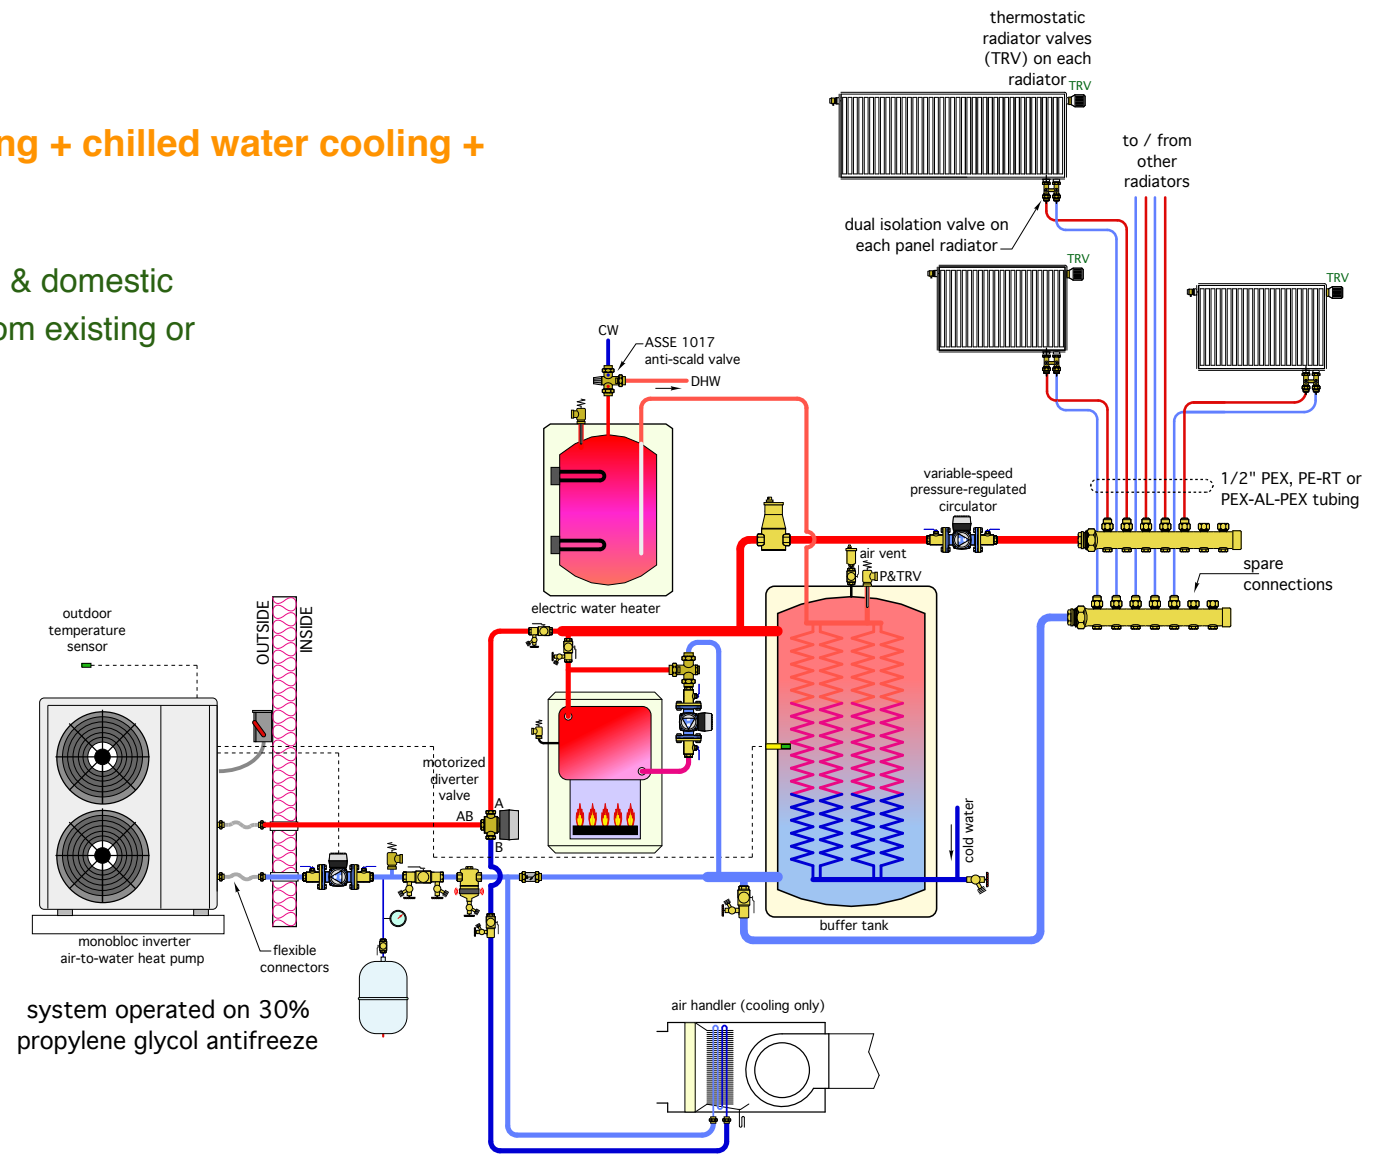 thermostatic
radiator valves
(TRV) on each
radiator
TRV
ng + chilled water cooling +
to / from
other
radiators
dual isolation valve on
each panel radiator
& domestic
TRV
TRV
om existing or
CW
ASSE 1017
anti-scald valve
DHW
variable-speed
pressure-regulated
circulator
1/2" PEX, PE-RT or
PEX-AL-PEX tubing
air vent
P&TRV
spare
connections
electric water heater
outdoor
temperature
sensor
OUTSIDE
INSIDE
motorized
diverter
valve
A
AB
B
cold water
buffer tank
monobloc inverter
air-to-water heat pump
flexible
connectors
system operated on 30%
propylene glycol antifreeze
air handler (cooling only)